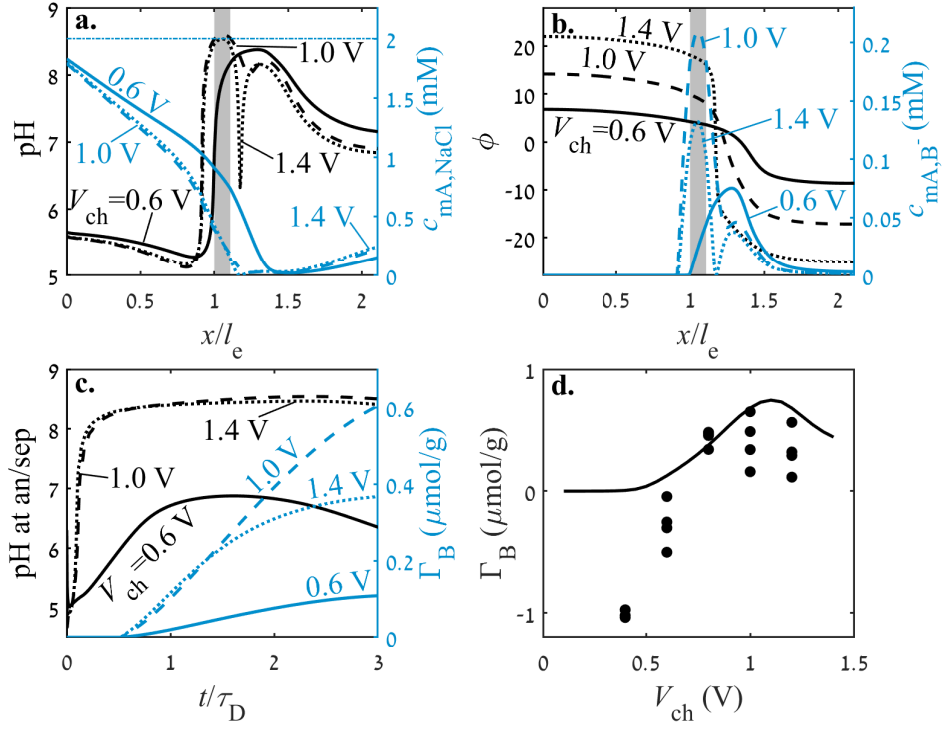 a.
9
8
7
6
5
pH
0.6 V
1.0 V
V_ch=0.6 V
1.0 V
1.4 V
1.4 V
2
1.5
1
0.5
0
c_mA,NaCl (mM)
0
0.5
1
1.5
2
x/l_e
b.
20
10
0
-10
-20
ϕ
1.4 V
1.0 V
V_ch=0.6 V
1.0 V
1.4 V
0.6 V
0.2
0.15
0.1
0.05
0
c_mA,B^- (mM)
0
0.5
1
1.5
2
x/l_e
c.
9
8
7
6
5
pH at an/sep
1.0 V
1.4 V
V_ch=0.6 V
1.0 V
1.4 V
0.6 V
0.6
0.4
0.2
0
Γ_B (μmol/g)
0
1
2
3
t/τ_D
d.
1
0
-1
Γ_B (μmol/g)
0
0.5
1
1.5
V_ch (V)